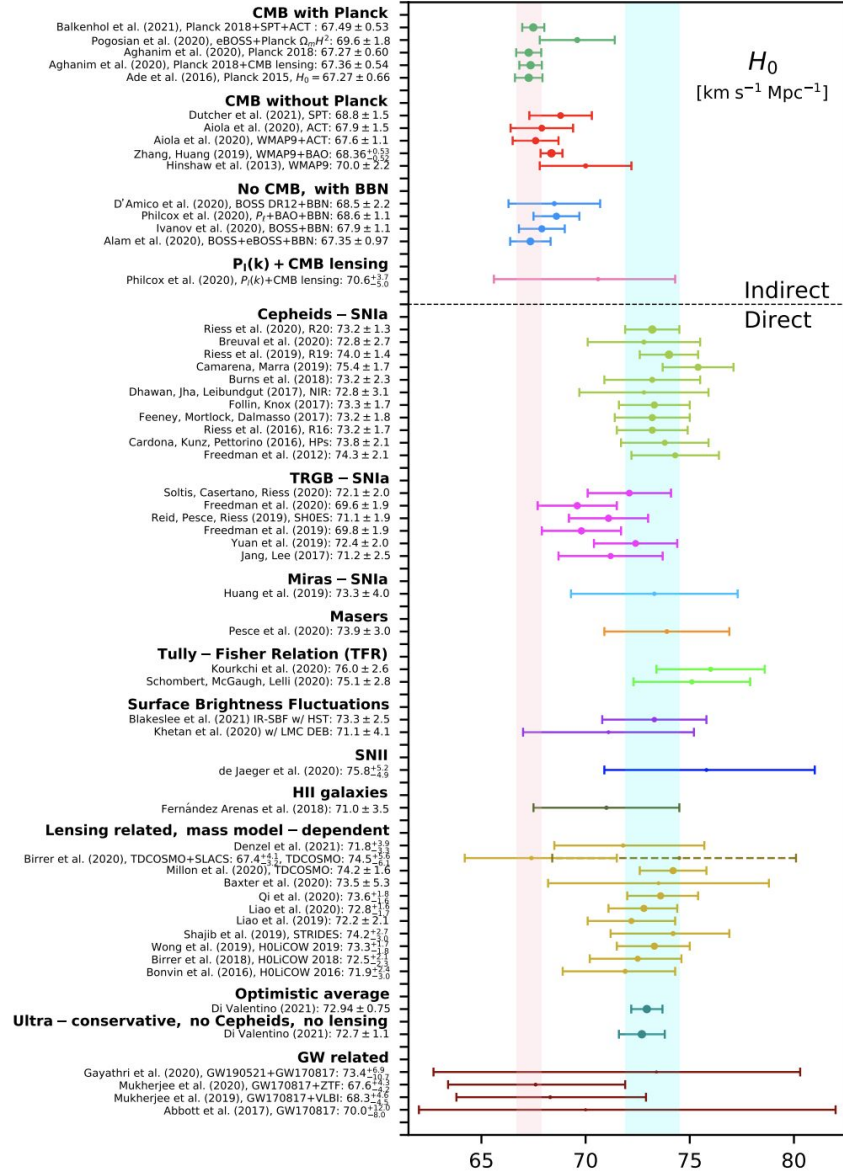 CMB with Planck
Balkenhol et al. (2021), Planck 2018+SPT+ACT : 67.49 ± 0.53
Pogosian et al. (2020), eBOSS+Planck Ω_mH²: 69.6 ± 1.8
Aghanim et al. (2020), Planck 2018: 67.27 ± 0.60
Aghanim et al. (2020), Planck 2018+CMB lensing: 67.36 ± 0.54
Ade et al. (2016), Planck 2015, H₀ = 67.27 ± 0.66
H₀
[km s⁻¹ Mpc⁻¹]
CMB without Planck
Dutcher et al. (2021), SPT: 68.8 ± 1.5
Aiola et al. (2020), ACT: 67.9 ± 1.5
Aiola et al. (2020), WMAP9+ACT: 67.6 ± 1.1
Zhang, Huang (2019), WMAP9+BAO: 68.36 +0.53 −0.52
Hinshaw et al. (2013), WMAP9: 70.0 ± 2.2
No CMB, with BBN
D'Amico et al. (2020), BOSS DR12+BBN: 68.5 ± 2.2
Philcox et al. (2020), P_ℓ+BAO+BBN: 68.6 ± 1.1
Ivanov et al. (2020), BOSS+BBN: 67.9 ± 1.1
Alam et al. (2020), BOSS+eBOSS+BBN: 67.35 ± 0.97
P_l(k) + CMB lensing
Philcox et al. (2020), P_l(k)+CMB lensing: 70.6 +3.7 −5.0
Indirect
Direct
Cepheids − SNIa
Riess et al. (2020), R20: 73.2 ± 1.3
Breuval et al. (2020): 72.8 ± 2.7
Riess et al. (2019), R19: 74.0 ± 1.4
Camarena, Marra (2019): 75.4 ± 1.7
Burns et al. (2018): 73.2 ± 2.3
Dhawan, Jha, Leibundgut (2017), NIR: 72.8 ± 3.1
Follin, Knox (2017): 73.3 ± 1.7
Feeney, Mortlock, Dalmasso (2017): 73.2 ± 1.8
Riess et al. (2016), R16: 73.2 ± 1.7
Cardona, Kunz, Pettorino (2016), HPs: 73.8 ± 2.1
Freedman et al. (2012): 74.3 ± 2.1
TRGB − SNIa
Soltis, Casertano, Riess (2020): 72.1 ± 2.0
Freedman et al. (2020): 69.6 ± 1.9
Reid, Pesce, Riess (2019), SH0ES: 71.1 ± 1.9
Freedman et al. (2019): 69.8 ± 1.9
Yuan et al. (2019): 72.4 ± 2.0
Jang, Lee (2017): 71.2 ± 2.5
Miras − SNIa
Huang et al. (2019): 73.3 ± 4.0
Masers
Pesce et al. (2020): 73.9 ± 3.0
Tully − Fisher Relation (TFR)
Kourkchi et al. (2020): 76.0 ± 2.6
Schombert, McGaugh, Lelli (2020): 75.1 ± 2.8
Surface Brightness Fluctuations
Blakeslee et al. (2021) IR-SBF w/ HST: 73.3 ± 2.5
Khetan et al. (2020) w/ LMC DEB: 71.1 ± 4.1
SNII
de Jaeger et al. (2020): 75.8 +5.2 −4.9
HII galaxies
Fernández Arenas et al. (2018): 71.0 ± 3.5
Lensing related, mass model − dependent
Denzel et al. (2021): 71.8 +3.9 −3.3
Birrer et al. (2020), TDCOSMO+SLACS: 67.4 +4.1 −3.2, TDCOSMO: 74.5 +5.6 −6.1
Millon et al. (2020), TDCOSMO: 74.2 ± 1.6
Baxter et al. (2020): 73.5 ± 5.3
Qi et al. (2020): 73.6 +1.8 −1.6
Liao et al. (2020): 72.8 +1.6 −1.7
Liao et al. (2019): 72.2 ± 2.1
Shajib et al. (2019), STRIDES: 74.2 +2.7 −3.0
Wong et al. (2019), H0LiCOW 2019: 73.3 +1.7 −1.8
Birrer et al. (2018), H0LiCOW 2018: 72.5 +2.1 −2.3
Bonvin et al. (2016), H0LiCOW 2016: 71.9 +2.4 −3.0
Optimistic average
Di Valentino (2021): 72.94 ± 0.75
Ultra − conservative, no Cepheids, no lensing
Di Valentino (2021): 72.7 ± 1.1
GW related
Gayathri et al. (2020), GW190521+GW170817: 73.4 +6.9 −10.7
Mukherjee et al. (2020), GW170817+ZTF: 67.6 +4.3 −4.2
Mukherjee et al. (2019), GW170817+VLBI: 68.3 +4.6 −4.5
Abbott et al. (2017), GW170817: 70.0 +12.0 −8.0
65 70 75 80